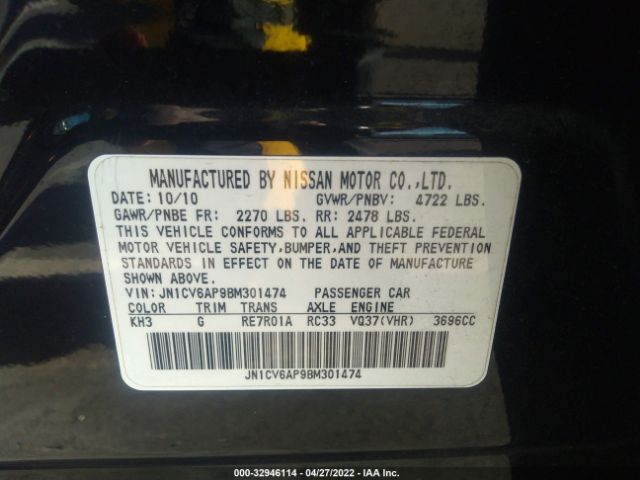 MANUFACTURED BY NISSAN MOTOR CO.,LTD.
DATE: 10/10 GVWR/PNBV: 4722 LBS.
GAWR/PNBE FR: 2270 LBS. RR: 2478 LBS.
THIS VEHICLE CONFORMS TO ALL APPLICABLE FEDERAL
MOTOR VEHICLE SAFETY,BUMPER,AND THEFT PREVENTION
STANDARDS IN EFFECT ON THE DATE OF MANUFACTURE
SHOWN ABOVE.
VIN:JN1CV6AP9BM301474 PASSENGER CAR
COLOR TRIM TRANS AXLE ENGINE
KH3 G RE7R01A RC33 VQ37(VHR) 3696CC
JN1CV6AP9BM301474
000-32946114 - 04/27/2022 - IAA Inc.